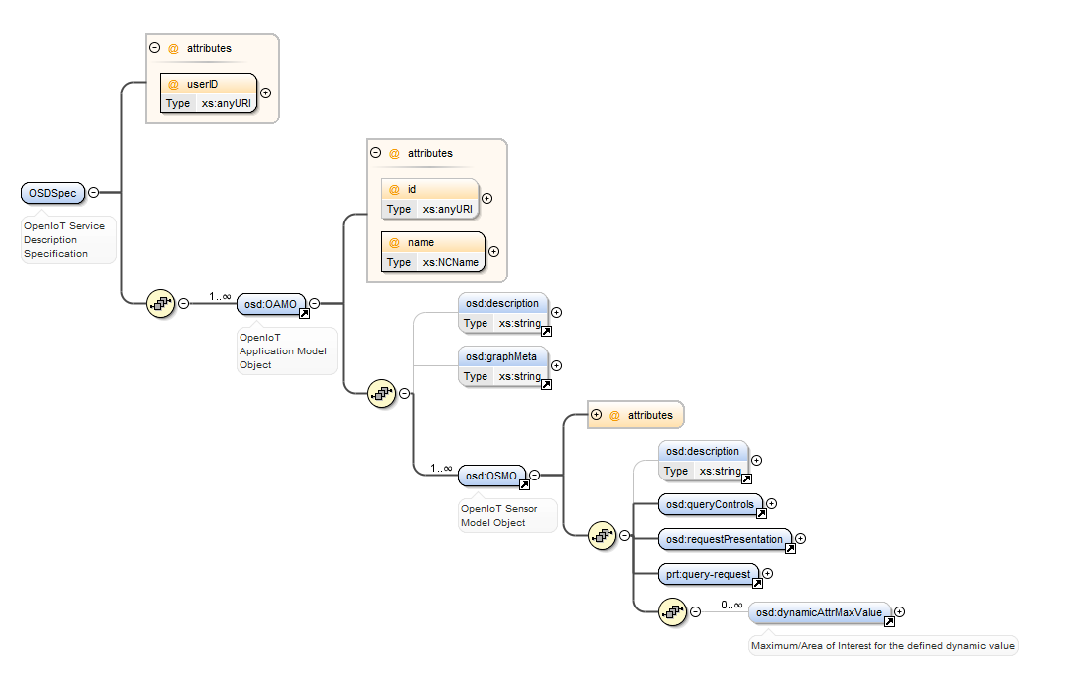 @ attributes
@ userID
Type xs:anyURI
@ attributes
@ id
Type xs:anyURI
@ name
Type xs:NCName
OSDSpec
OpenIoT Service
Description
Specification
1..∞
osd:OAMO
OpenIoT
Application Model
Object
osd:description
Type xs:string
osd:graphMeta
Type xs:string
1..∞
osd:OSMO
OpenIoT Sensor
Model Object
@ attributes
osd:description
Type xs:string
osd:queryControls
osd:requestPresentation
prt:query-request
0..∞
osd:dynamicAttrMaxValue
Maximum/Area of Interest for the defined dynamic value